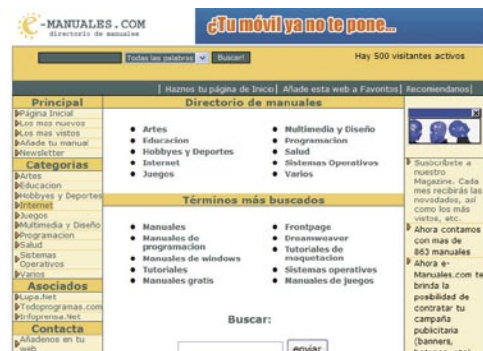 e-MANUALES.COM
directorio de manuales
¿Tu móvil ya no te pone...
Todas las palabras
Buscar!
Hay 500 visitantes activos
| Haznos tu página de Inicio| Añade esta web a Favoritos| Recomiendanos|
Principal
Página Inicial
Los más nuevos
Los mas vistos
Añade tu manual
Newsletter
Categorias
Artes
Educacion
Hobbyes y Deportes
Internet
Juegos
Multimedia y Diseño
Programacion
Salud
Sistemas
Operativos
Varios
Asociados
Lupa.Net
Todoprogramas.com
Infoprensa.Net
Contacta
Añadenos en tu
web
Directorio de manuales
Artes
Educacion
Hobbyes y Deportes
Internet
Juegos
Multimedia y Diseño
Programacion
Salud
Sistemas Operativos
Varios
Términos más buscados
Manuales
Manuales de
programacion
Manuales de windows
Tutoriales
Manuales gratis
Frontpage
Dreamweaver
Tutoriales de
maquetacion
Sistemas operativos
Manuales de juegos
Buscar:
enviar
Susbcríbete a
nuestro
Magazine. Cada
mes recibirás las
novedados, así
como los más
vistos, etc.
Ahora contamos
con mas de
863 manuales
Ahora e-
Manuales.com te
brinda la
posibilidad de
contratar tu
campaña
publicitaria
(banners,